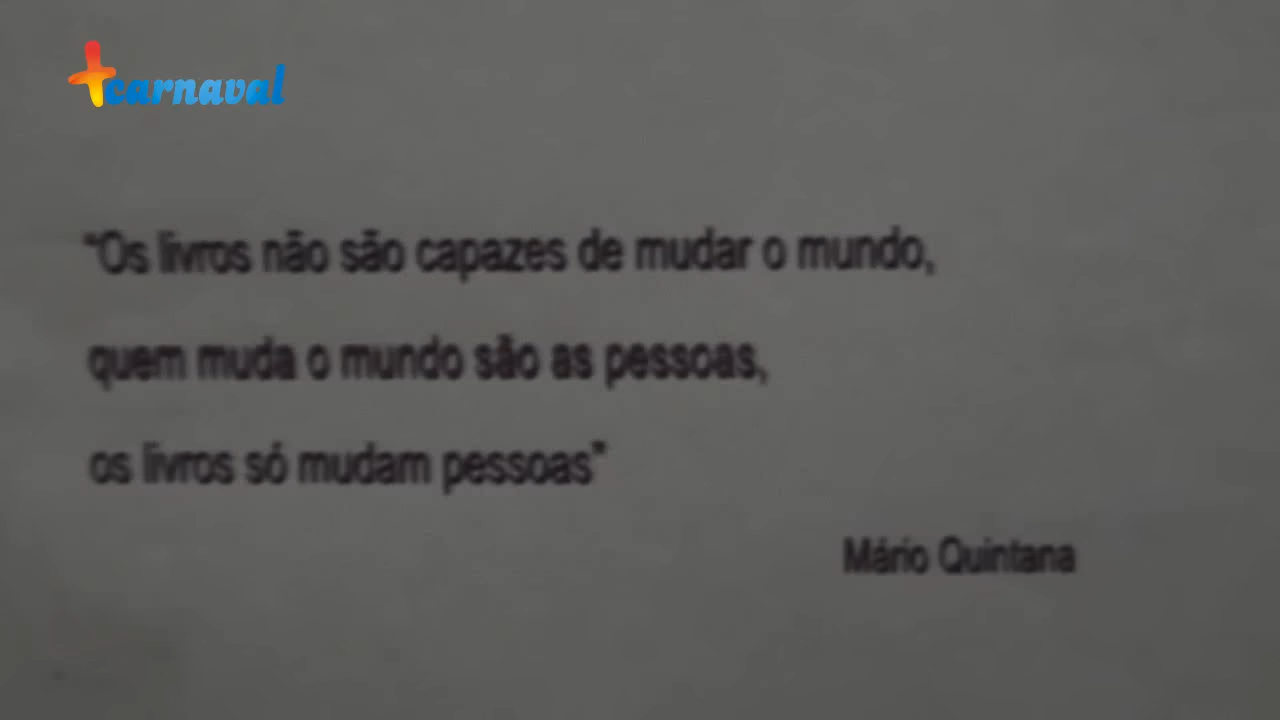 +carnaval
"Os livros não são capazes de mudar o mundo,
quem muda o mundo são as pessoas,
os livros só mudam pessoas"
Mário Quintana